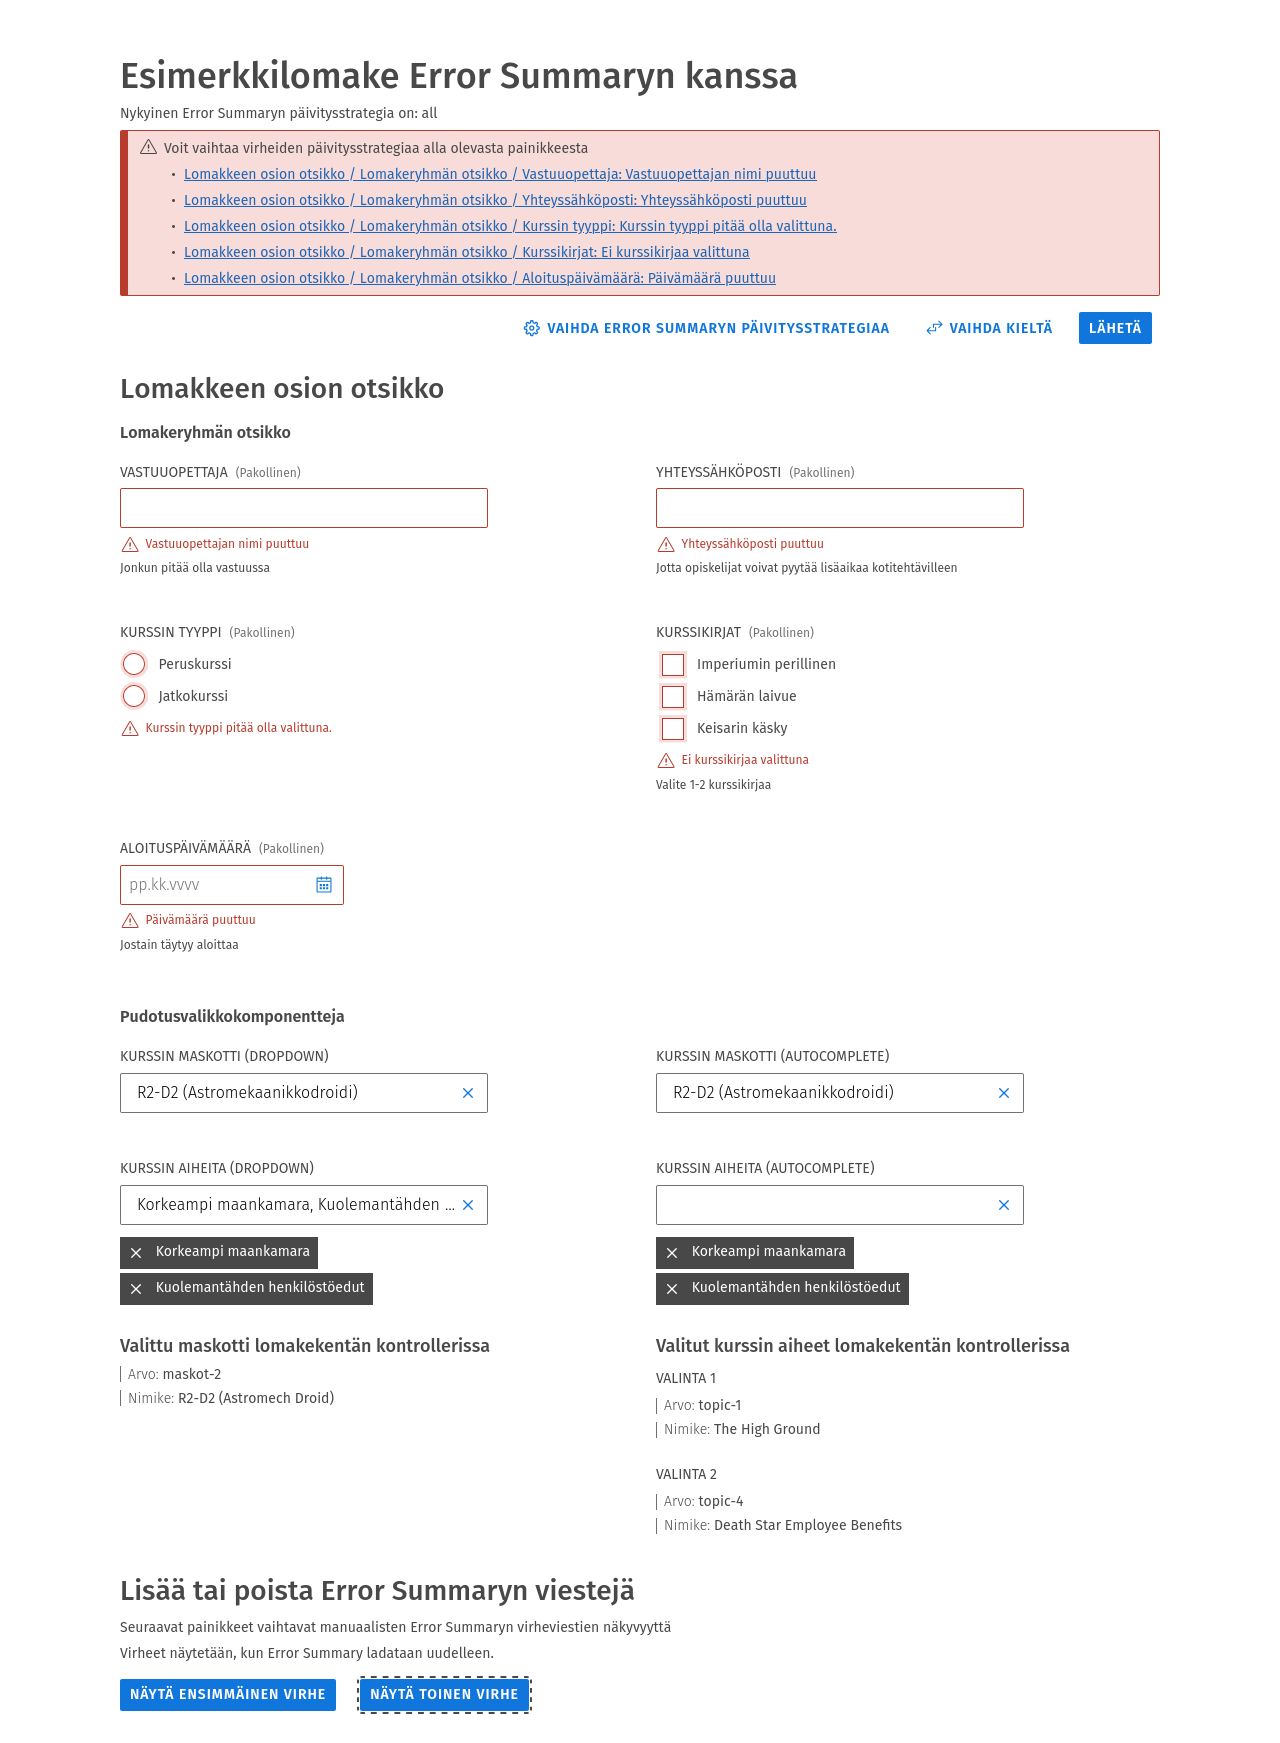 Esimerkkilomake Error Summaryn kanssa
Nykyinen Error Summaryn päivitysstrategia on: all
Voit vaihtaa virheiden päivitysstrategiaa alla olevasta painikkeesta
• Lomakkeen osion otsikko / Lomakeryhmän otsikko / Vastuuopettaja: Vastuuopettajan nimi puuttuu
• Lomakkeen osion otsikko / Lomakeryhmän otsikko / Yhteyssähköposti: Yhteyssähköposti puuttuu
• Lomakkeen osion otsikko / Lomakeryhmän otsikko / Kurssin tyyppi: Kurssin tyyppi pitää olla valittuna.
• Lomakkeen osion otsikko / Lomakeryhmän otsikko / Kurssikirjat: Ei kurssikirjaa valittuna
• Lomakkeen osion otsikko / Lomakeryhmän otsikko / Aloituspäivämäärä: Päivämäärä puuttuu
VAIHDA ERROR SUMMARYN PÄIVITYSSTRATEGIAA VAIHDA KIELTÄ LÄHETÄ
Lomakkeen osion otsikko
Lomakeryhmän otsikko
VASTUUOPETTAJA (Pakollinen)
Vastuuopettajan nimi puuttuu
Jonkun pitää olla vastuussa
YHTEYSSÄHKÖPOSTI (Pakollinen)
Yhteyssähköposti puuttuu
Jotta opiskelijat voivat pyytää lisäaikaa kotitehtävilleen
KURSSIN TYYPPI (Pakollinen)
Peruskurssi
Jatkokurssi
Kurssin tyyppi pitää olla valittuna.
KURSSIKIRJAT (Pakollinen)
Imperiumin perillinen
Hämärän laivue
Keisarin käsky
Ei kurssikirjaa valittuna
Valite 1-2 kurssikirjaa
ALOITUSPÄIVÄMÄÄRÄ (Pakollinen)
pp.kk.vvvv
Päivämäärä puuttuu
Jostain täytyy aloittaa
Pudotusvalikkokomponentteja
KURSSIN MASKOTTI (DROPDOWN)
R2-D2 (Astromekaanikkodroidi)
KURSSIN MASKOTTI (AUTOCOMPLETE)
R2-D2 (Astromekaanikkodroidi)
KURSSIN AIHEITA (DROPDOWN)
Korkeampi maankamara, Kuolemantähden ...
Korkeampi maankamara
Kuolemantähden henkilöstöedut
KURSSIN AIHEITA (AUTOCOMPLETE)
Korkeampi maankamara
Kuolemantähden henkilöstöedut
Valittu maskotti lomakekentän kontrollerissa
Arvo: maskot-2
Nimike: R2-D2 (Astromech Droid)
Valitut kurssin aiheet lomakekentän kontrollerissa
VALINTA 1
Arvo: topic-1
Nimike: The High Ground
VALINTA 2
Arvo: topic-4
Nimike: Death Star Employee Benefits
Lisää tai poista Error Summaryn viestejä
Seuraavat painikkeet vaihtavat manuaalisten Error Summaryn virheviestien näkyvyyttä
Virheet näytetään, kun Error Summary ladataan uudelleen.
NÄYTÄ ENSIMMÄINEN VIRHE NÄYTÄ TOINEN VIRHE